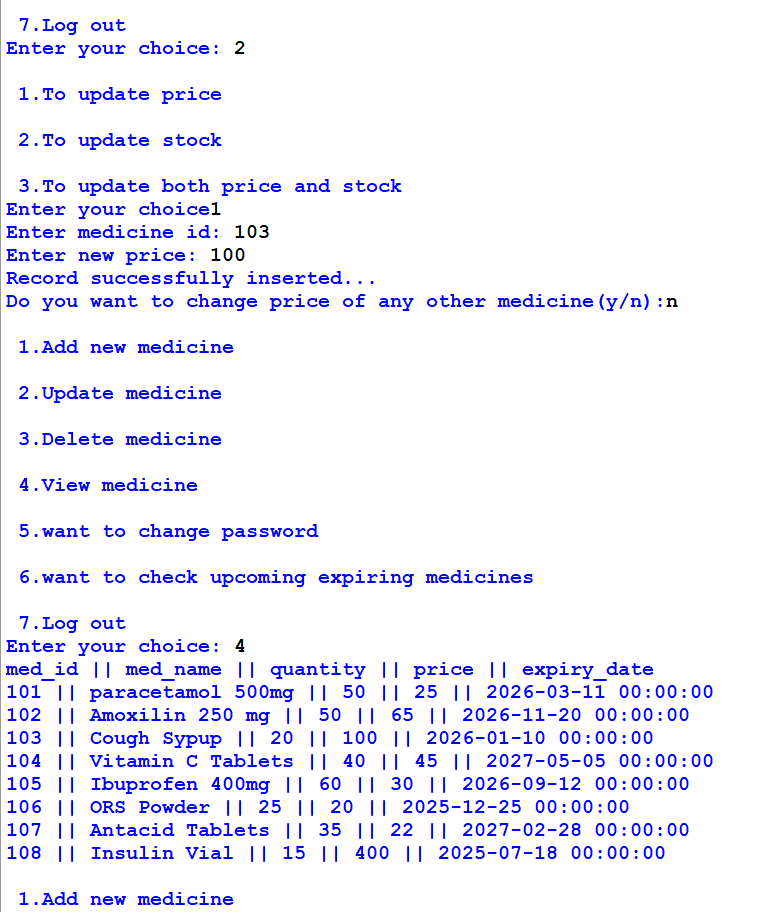 7.Log out
Enter your choice: 2
1.To update price
2.To update stock
3.To update both price and stock
Enter your choice1
Enter medicine id: 103
Enter new price: 100
Record successfully inserted...
Do you want to change price of any other medicine(y/n):n
1.Add new medicine
2.Update medicine
3.Delete medicine
4.View medicine
5.want to change password
6.want to check upcoming expiring medicines
7.Log out
Enter your choice: 4
med_id || med_name || quantity || price || expiry_date
101 || paracetamol 500mg || 50 || 25 || 2026-03-11 00:00:00
102 || Amoxilin 250 mg || 50 || 65 || 2026-11-20 00:00:00
103 || Cough Sypup || 20 || 100 || 2026-01-10 00:00:00
104 || Vitamin C Tablets || 40 || 45 || 2027-05-05 00:00:00
105 || Ibuprofen 400mg || 60 || 30 || 2026-09-12 00:00:00
106 || ORS Powder || 25 || 20 || 2025-12-25 00:00:00
107 || Antacid Tablets || 35 || 22 || 2027-02-28 00:00:00
108 || Insulin Vial || 15 || 400 || 2025-07-18 00:00:00
1.Add new medicine